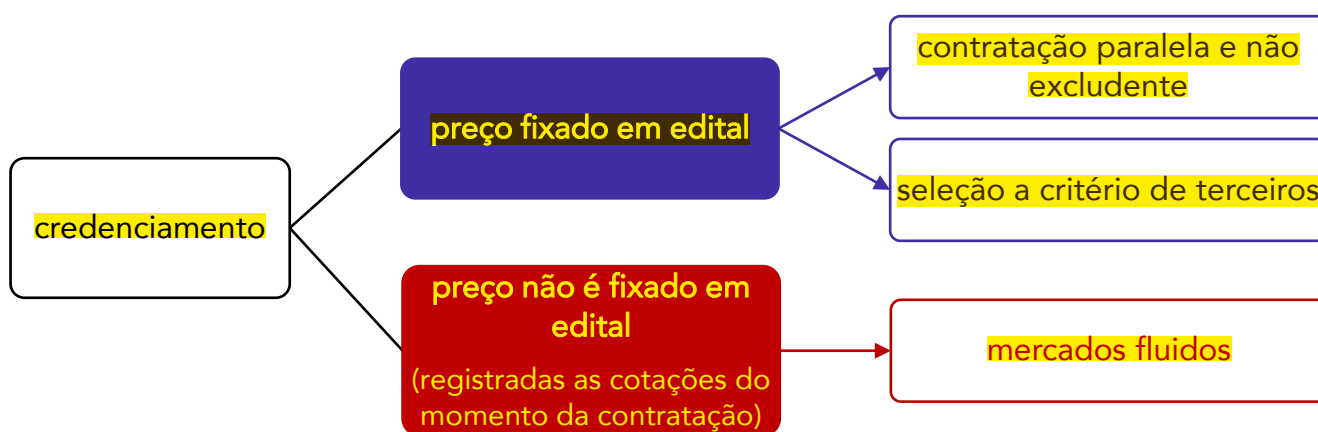 contratação paralela e não
excludente
preço fixado em edital
seleção a critério de terceiros
credenciamento
preço não é fixado em
edital
(registradas as cotações do
momento da contratação)
mercados fluidos